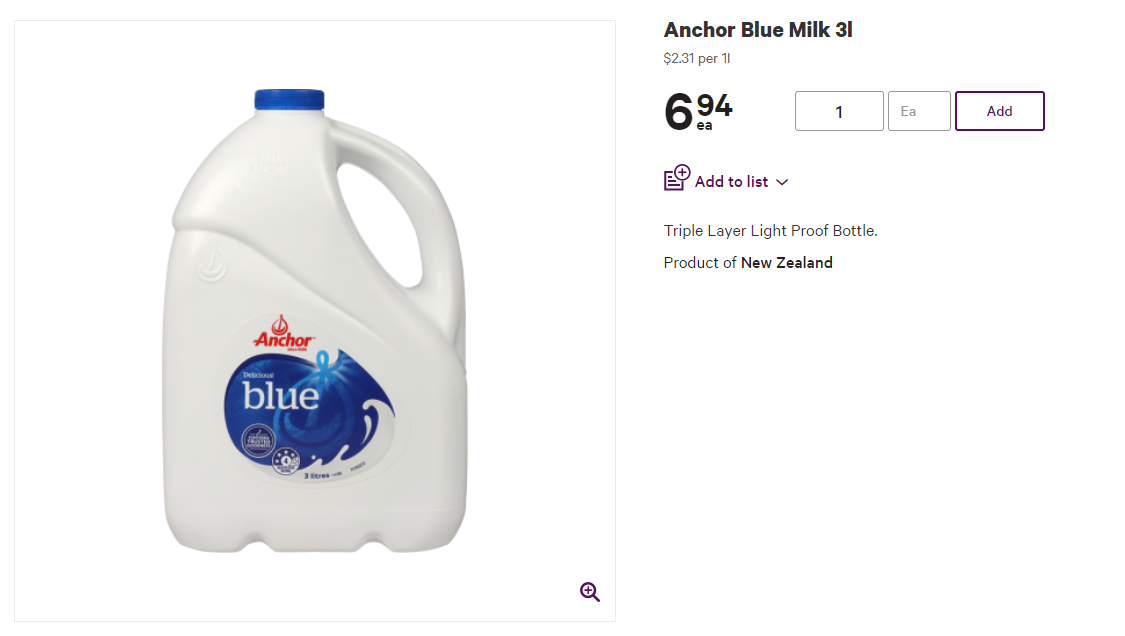 Anchor Blue Milk 3l
$2.31 per 1l
6 94
ea
1
Ea
Add
Add to list
Triple Layer Light Proof Bottle.
Product of New Zealand
Anchor
Delicious!
blue
4
3 litres